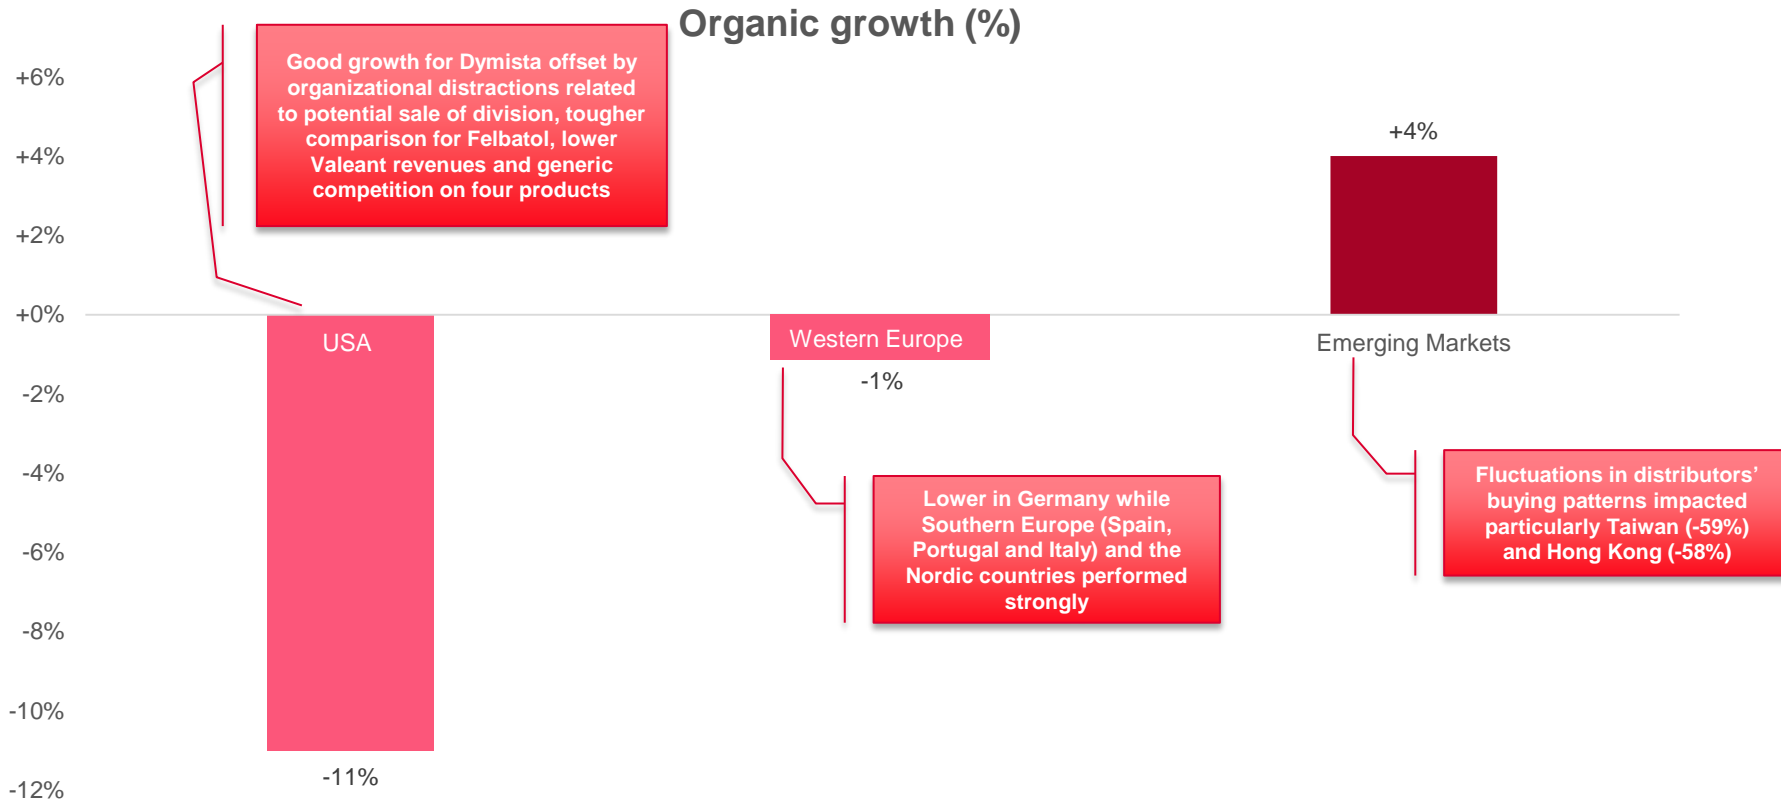 Organic growth (%)
Good growth for Dymista offset by
organizational distractions related
to potential sale of division, tougher
comparison for Felbatol, lower
Valeant revenues and generic
competition on four products
+6%
+4%
+2%
+0%
-2%
-4%
-6%
-8%
-10%
-12%
USA
-11%
Western Europe
-1%
Lower in Germany while
Southern Europe (Spain,
Portugal and Italy) and the
Nordic countries performed
strongly
+4%
Emerging Markets
Fluctuations in distributors’
buying patterns impacted
particularly Taiwan (-59%)
and Hong Kong (-58%)